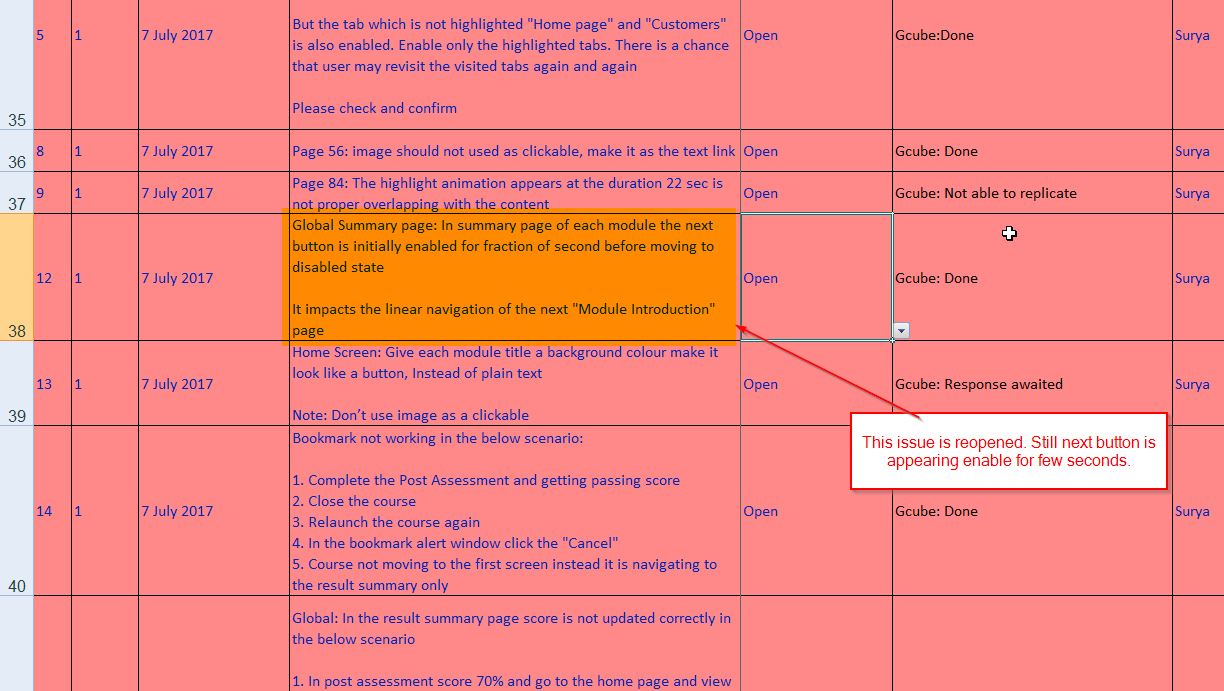 But the tab which is not highlighted "Home page" and "Customers"
5 1 7 July 2017 is also enabled. Enable only the highlighted tabs. There is a chance Open Gcube:Done Surya
that user may revisit the visited tabs again and again
Please check and confirm
35
8 1 7 July 2017 Page 56: image should not used as clickable, make it as the text link Open Gcube: Done Surya
36
Page 84: The highlight animation appears at the duration 22 sec is
9 1 7 July 2017 not proper overlapping with the content Open Gcube: Not able to replicate Surya
37
Global Summary page: In summary page of each module the next
button is initially enabled for fraction of second before moving to
disabled state
12 1 7 July 2017 Open Gcube: Done Surya
It impacts the linear navigation of the next "Module Introduction"
page
38
Home Screen: Give each module title a background colour make it
look like a button, Instead of plain text
13 1 7 July 2017 Open Gcube: Response awaited Surya
Note: Don’t use image as a clickable
39
This issue is reopened. Still next button is
appearing enable for few seconds.
Bookmark not working in the below scenario:
1. Complete the Post Assessment and getting passing score
2. Close the course
14 1 7 July 2017 3. Relaunch the course again Open Gcube: Done Surya
4. In the bookmark alert window click the "Cancel"
5. Course not moving to the first screen instead it is navigating to
the result summary only
40
Global: In the result summary page score is not updated correctly in
the below scenario
1. In post assessment score 70% and go to the home page and view